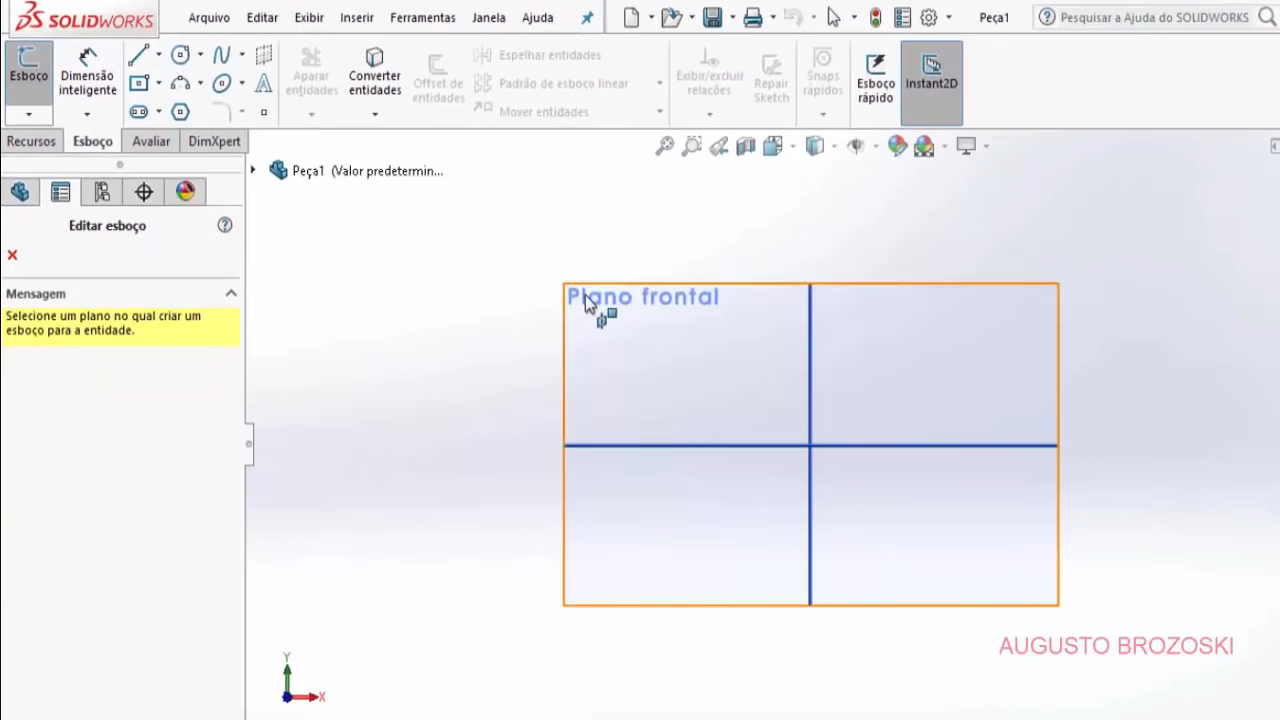 SOLIDWORKS
Arquivo Editar Exibir Inserir Ferramentas Janela Ajuda
Peça1
Pesquisar a Ajuda do SOLIDWORKS
Esboço
Dimensão
inteligente
Aparar
entidades
Converter
entidades
Offset de
entidades
Espelhar entidades
Padrão de esboço linear
Mover entidades
Exibir/excluir
relações
Repair
Sketch
Snaps
rápidos
Esboço
rápido
Instant2D
Recursos Esboço Avaliar DimXpert
Peça1 (Valor predetermin...
Editar esboço
Mensagem
Selecione um plano no qual criar um
esboço para a entidade.
Plano frontal
Y
X
AUGUSTO BROZOSKI